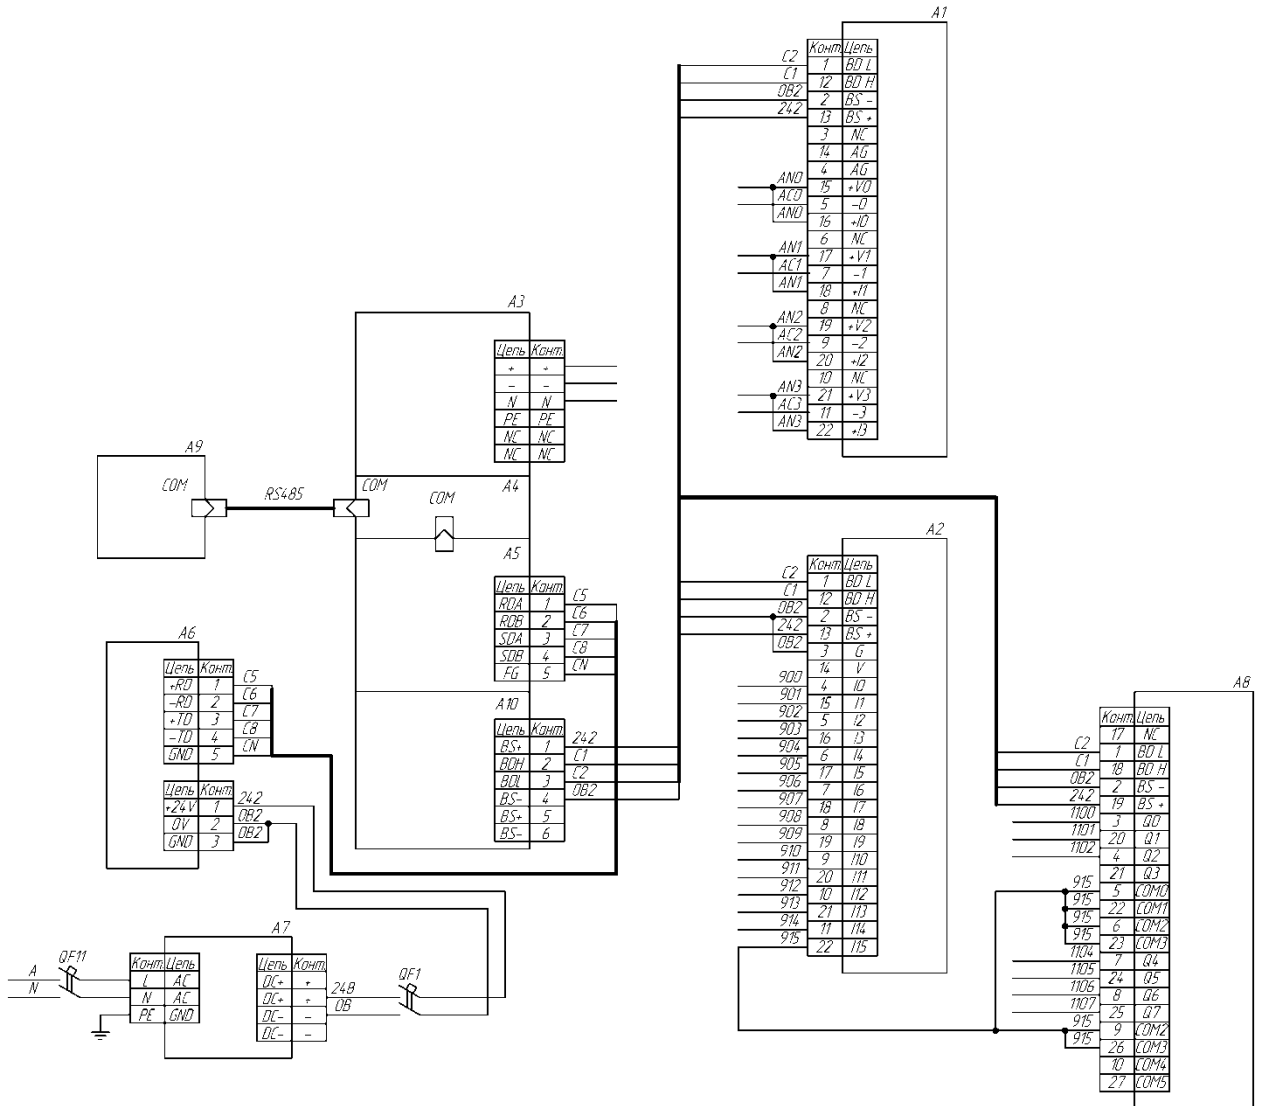 A1
Конт. Цепь
C2 1 BD L
C1 12 BD H
0В2 2 BS -
242 13 BS +
3 NC
14 AG
4 AG
AN0 15 +V0
AC0 5 -0
AN0 16 +I0
6 NC
AN1 17 +V1
AC1 7 -1
AN1 18 +I1
8 NC
AN2 19 +V2
AC2 9 -2
AN2 20 +I2
10 NC
AN3 21 +V3
AC3 11 -3
AN3 22 +I3
A3
Цепь Конт.
+ +
- -
N N
PE PE
NC NC
NC NC
A9
COM
RS485
COM
A4
COM
A5
Цепь Конт.
RDA 1 C5
RDB 2 C6
SDA 3 C7
SDB 4 C8
FG 5 CN
A10
Цепь Конт.
BS+ 1 242
BDH 2 C1
BDL 3 C2
BS- 4 0В2
BS+ 5
BS- 6
A6
Цепь Конт.
+RD 1 C5
-RD 2 C6
+TD 3 C7
-TD 4 C8
GND 5 CN
Цепь Конт.
+24V 1 242
0V 2 0В2
GND 3 0В2
A2
Конт. Цепь
C2 1 BD L
C1 12 BD H
0В2 2 BS -
242 13 BS +
0В2 3 G
14 V
900 4 I0
901 15 I1
902 5 I2
903 16 I3
904 6 I4
905 17 I5
906 7 I6
907 18 I7
908 8 I8
909 19 I9
910 9 I10
911 20 I11
912 10 I12
913 21 I13
914 11 I14
915 22 I15
A8
Конт. Цепь
17 NC
C2 1 BD L
C1 18 BD H
0В2 2 BS -
242 19 BS +
1100 3 Q0
1101 20 Q1
1102 4 Q2
21 Q3
915 5 COM0
915 22 COM1
915 6 COM2
915 23 COM3
1104 7 Q4
1105 24 Q5
1106 8 Q6
1107 25 Q7
915 9 COM2
915 26 COM3
10 COM4
27 COM5
A7
QF11
A
N
Конт. Цепь
L AC
N AC
PE GND
Цепь Конт.
DC+ +
DC+ +
DC- -
DC- -
24В
0В
QF1